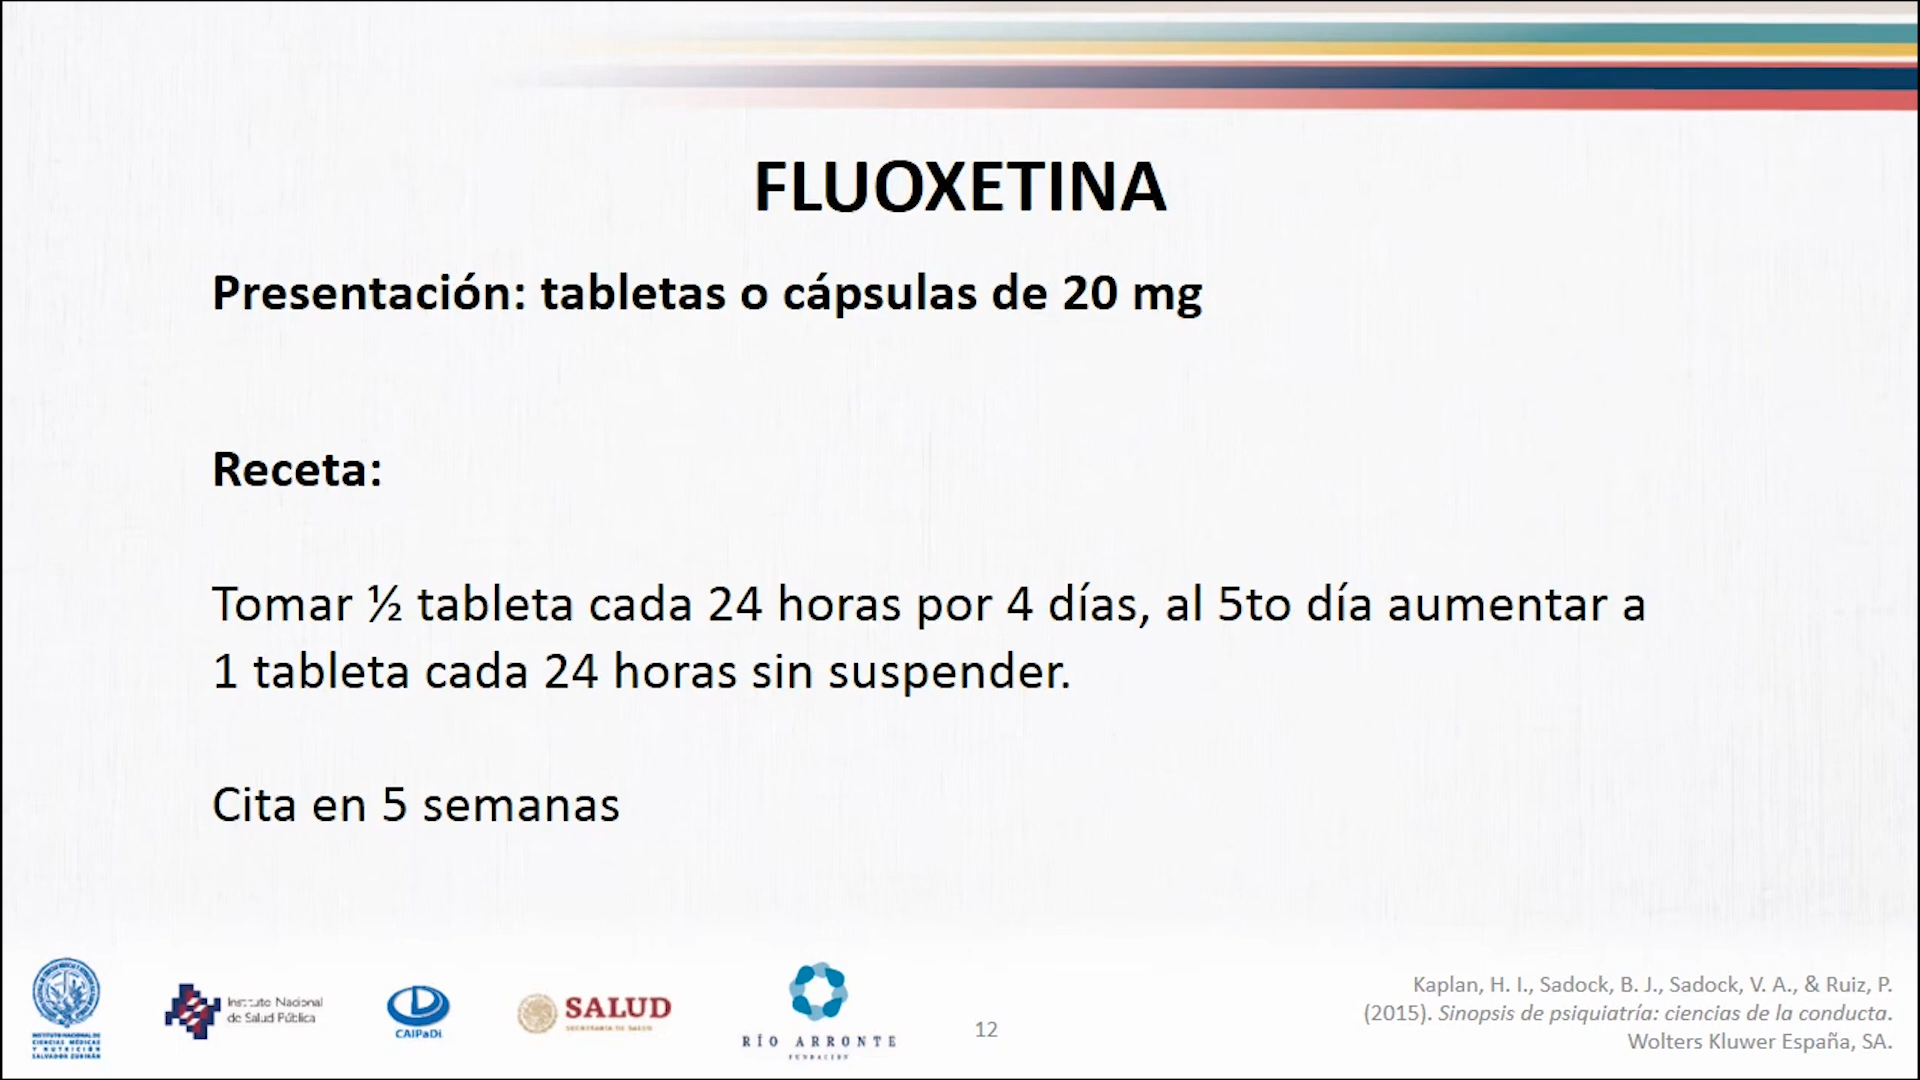 FLUOXETINA
Presentación: tabletas o cápsulas de 20 mg
Receta:
Tomar ½ tableta cada 24 horas por 4 días, al 5to día aumentar a
1 tableta cada 24 horas sin suspender.
Cita en 5 semanas
INSTITUTO NACIONAL DE
CIENCIAS MÉDICAS
Y NUTRICIÓN
SALVADOR ZUBIRÁN
Instituto Nacional
de Salud Pública
CAIPaDi
SALUD
SECRETARÍA DE SALUD
RÍO ARRONTE
FUNDACIÓN
12
Kaplan, H. I., Sadock, B. J., Sadock, V. A., & Ruiz, P.
(2015). Sinopsis de psiquiatría: ciencias de la conducta.
Wolters Kluwer España, SA.